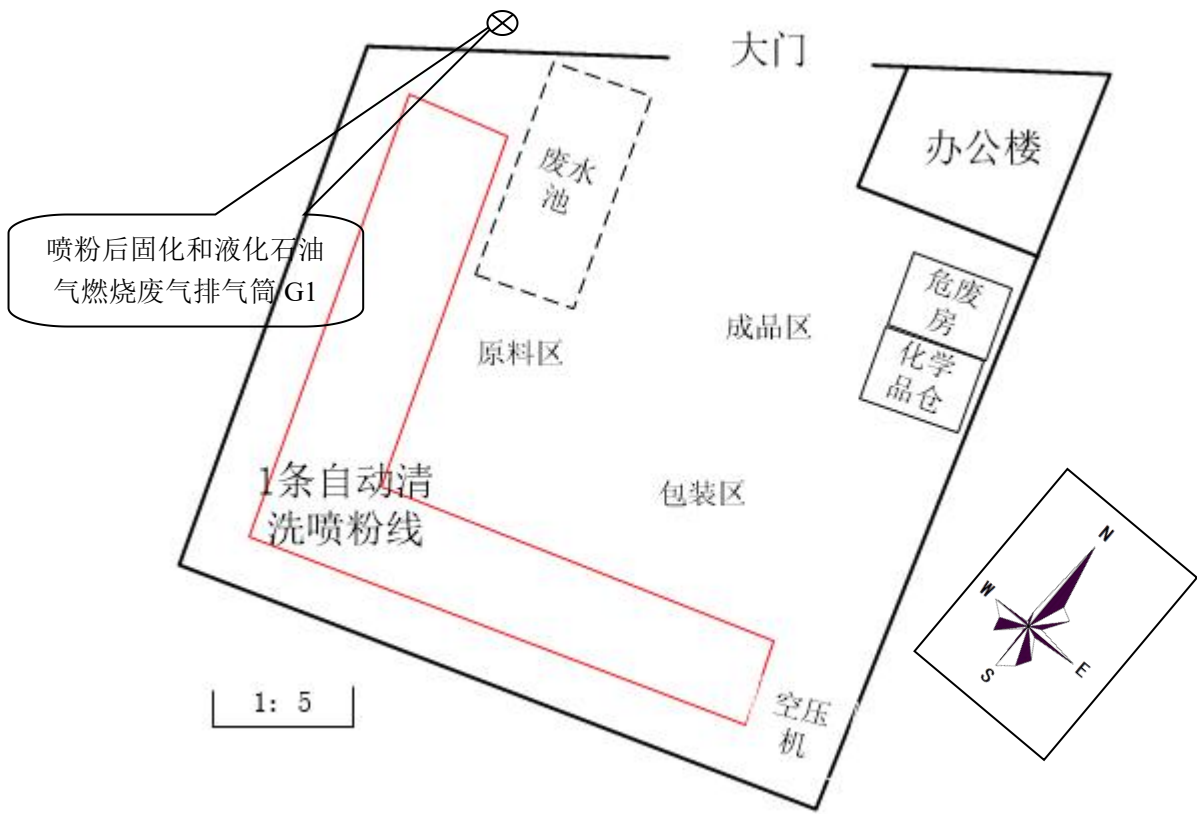 大门
办公楼
废水
池
喷粉后固化和液化石油
气燃烧废气排气筒 G1
危废
房
成品区
原料区
化学
品仓
1条自动清
洗喷粉线
包装区
N
W
E
S
1: 5
空压
机